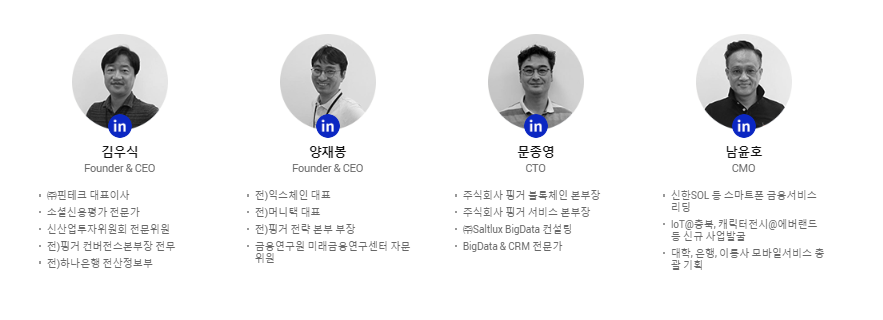 in
김우식
Founder & CEO
㈜핀테크 대표이사
소셜신용평가 전문가
신산업투자위원회 전문위원
전)핑거 컨버전스본부장 전무
전)하나은행 전산정보부
in
양재봉
Founder & CEO
전)익스체인 대표
전)머니택 대표
전)핑거 전략 본부 부장
금융연구원 미래금융연구센터 자문
위원
in
문종영
CTO
주식회사 핑거 블록체인 본부장
주식회사 핑거 서비스 본부장
㈜Saltlux BigData 컨설팅
BigData & CRM 전문가
in
남윤호
CMO
신한SOL 등 스마트폰 금융서비스
리딩
IoT@충북, 캐릭터전시@에버랜드
등 신규 사업발굴
대학, 은행, 이통사 모바일서비스 총
괄 기획